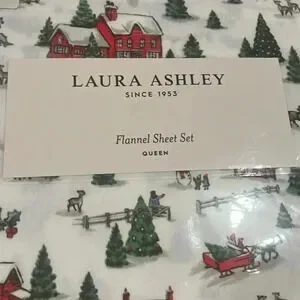 LAURA ASHLEY
SINCE 1953
Flannel Sheet Set
QUEEN